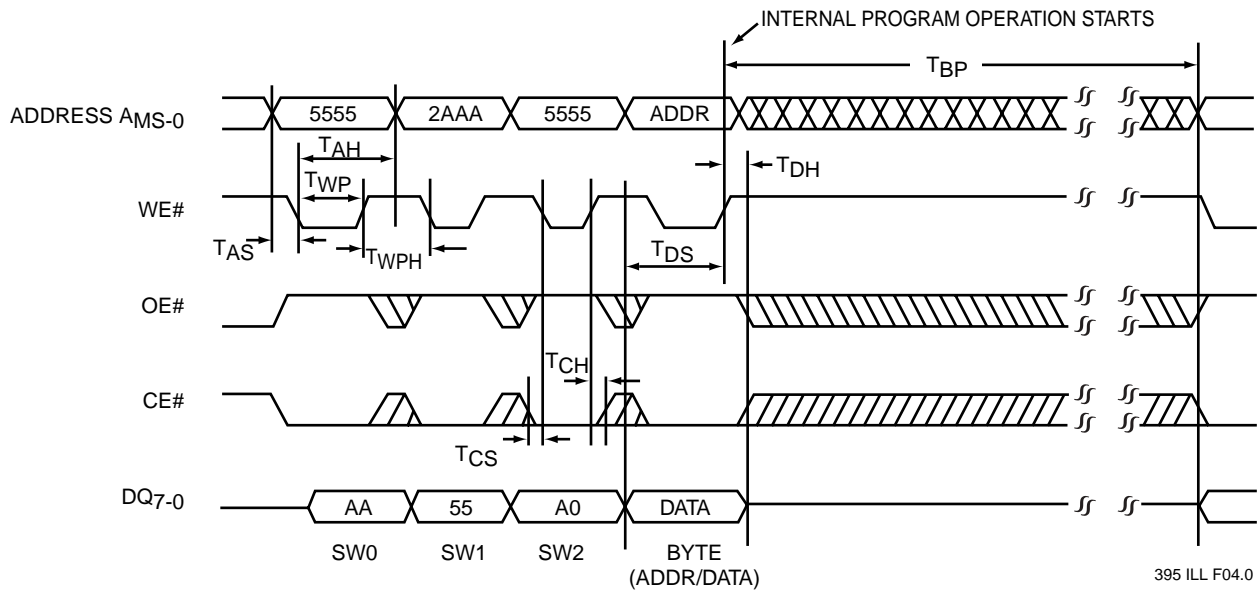 INTERNAL PROGRAM OPERATION STARTS
TBP
ADDRESS AMS-0
5555
2AAA
5555
ADDR
TAH
TDH
TWP
WE#
TAS
TWPH
TDS
OE#
TCH
CE#
TCS
DQ7-0
AA
55
A0
DATA
SW0
SW1
SW2
BYTE
(ADDR/DATA)
395 ILL F04.0